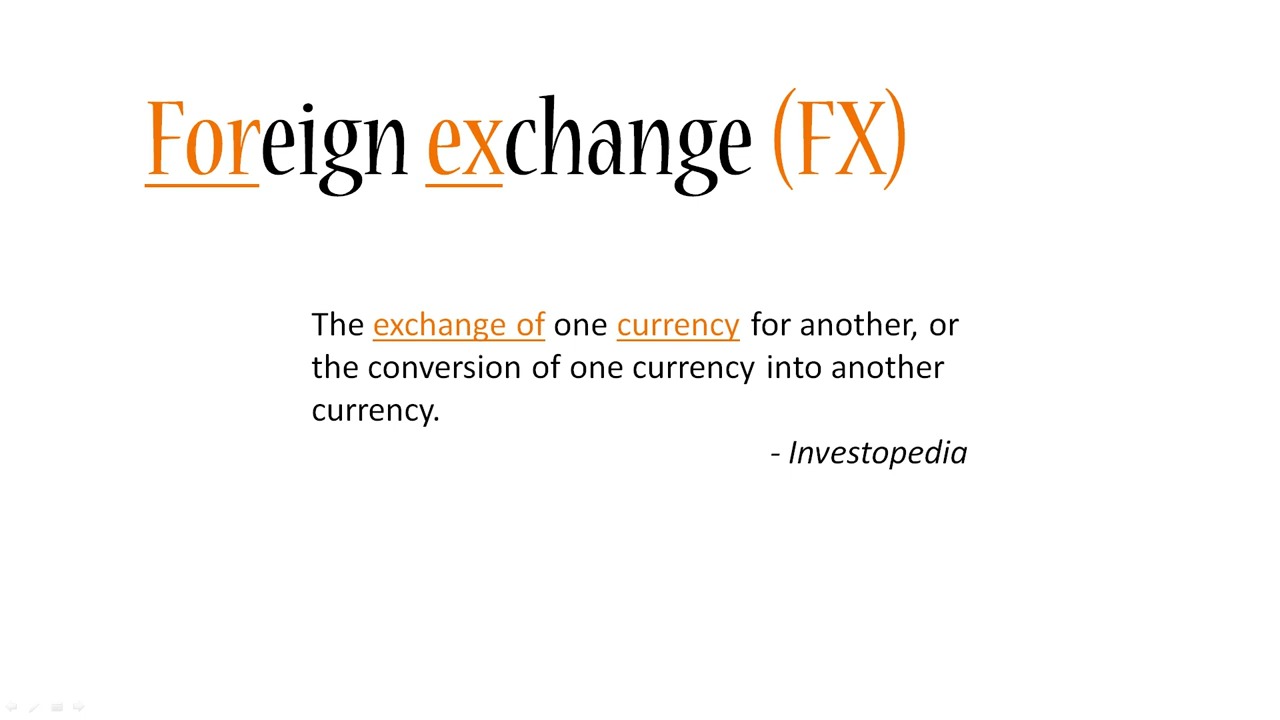 Foreign exchange (FX)
The exchange of one currency for another, or
the conversion of one currency into another
currency.
- Investopedia